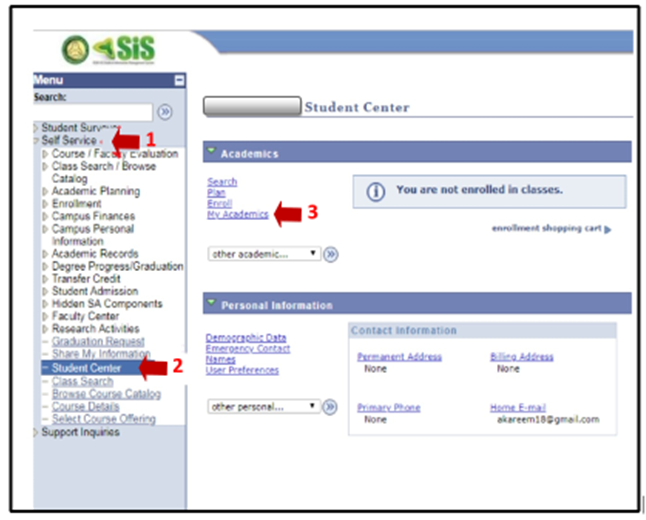 SiS
Menu
Search:
Student Surveys
Self Service
1
Course / Faculty Evaluation
Class Search / Browse
Catalog
Academic Planning
Enrollment
Campus Finances
Campus Personal
Information
Academic Records
Degree Progress/Graduation
Transfer Credit
Student Admission
Hidden SA Components
Faculty Center
Research Activities
Graduation Request
Share My Information
Student Center
2
Class Search
Browse Course Catalog
Course Details
Select Course Offering
Support Inquiries
Student Center
Academics
Search
Plan
Enroll
My Academics
3
other academic...
You are not enrolled in classes.
enrollment shopping cart
Personal Information
Demographic Data
Emergency Contact
Names
User Preferences
other personal...
Contact Information
Permanent Address
None
Billing Address
None
Primary Phone
None
Home E-mail
akareem18@gmail.com